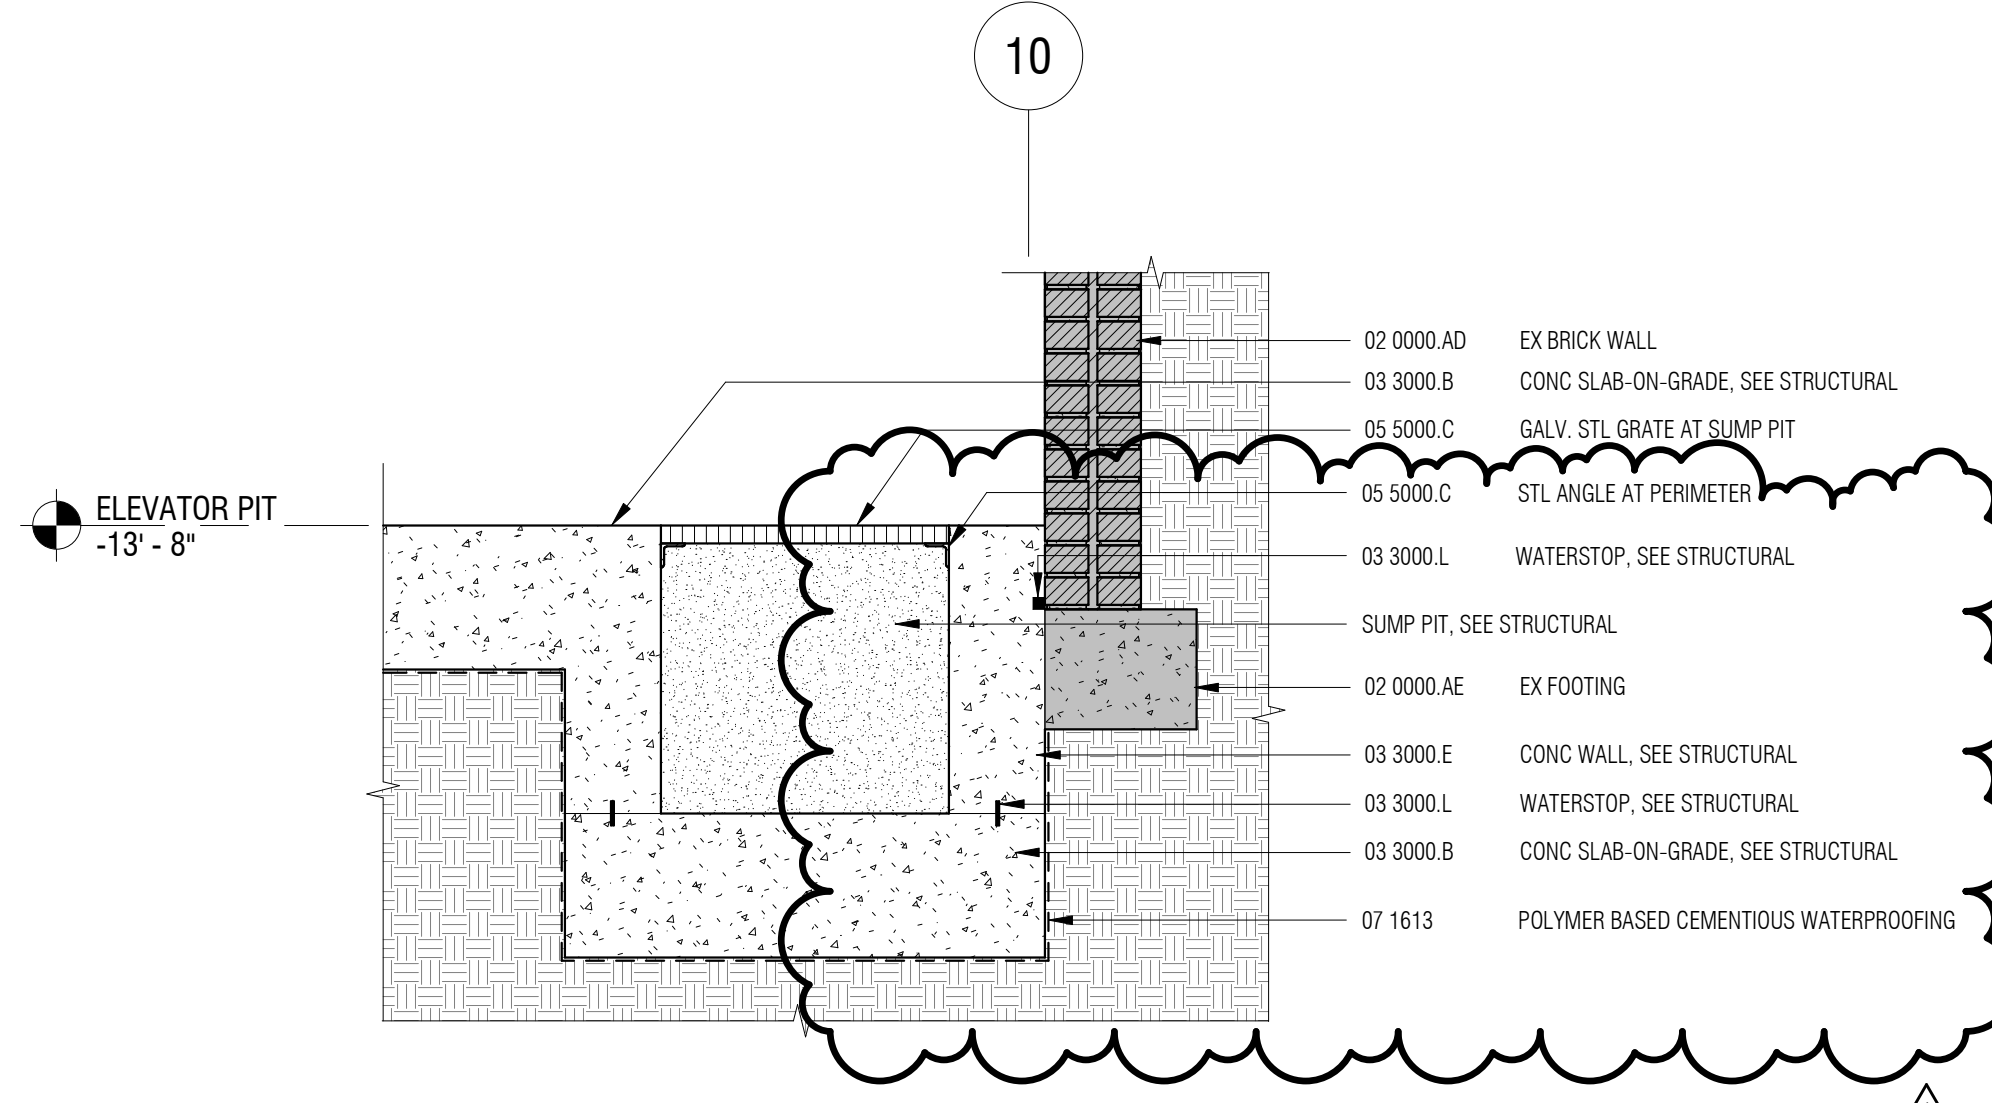 10
02 0000.AD EX BRICK WALL
03 3000.B CONC SLAB-ON-GRADE, SEE STRUCTURAL
05 5000.C GALV. STL GRATE AT SUMP PIT
05 5000.C STL ANGLE AT PERIMETER
ELEVATOR PIT
-13' - 8"
03 3000.L WATERSTOP, SEE STRUCTURAL
SUMP PIT, SEE STRUCTURAL
02 0000.AE EX FOOTING
03 3000.E CONC WALL, SEE STRUCTURAL
03 3000.L WATERSTOP, SEE STRUCTURAL
03 3000.B CONC SLAB-ON-GRADE, SEE STRUCTURAL
07 1613 POLYMER BASED CEMENTIOUS WATERPROOFING